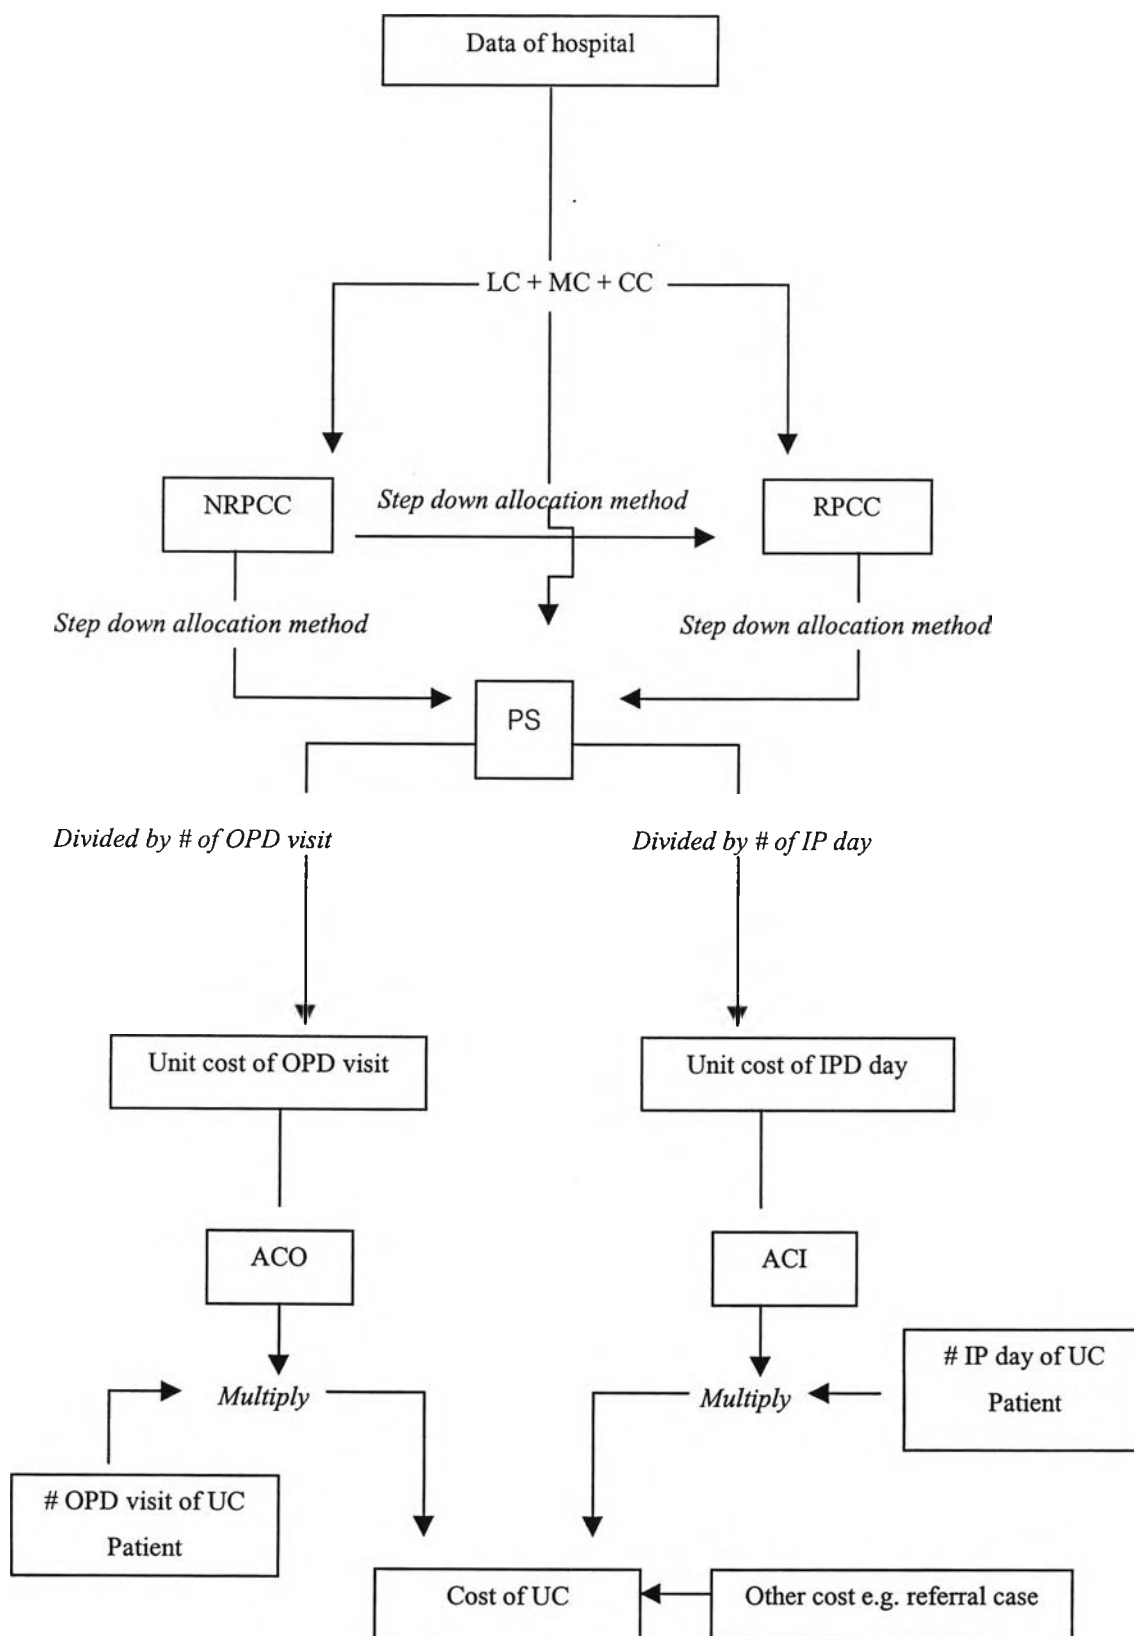 Data of hospital
LC + MC + CC
NRPCC
Step down allocation method
RPCC
Step down allocation method
Step down allocation method
PS
Divided by # of OPD visit
Divided by # of IP day
Unit cost of OPD visit
Unit cost of IPD day
ACO
ACI
# IP day of UC
Patient
Multiply
Multiply
# OPD visit of UC
Patient
Cost of UC
Other cost e.g. referral case